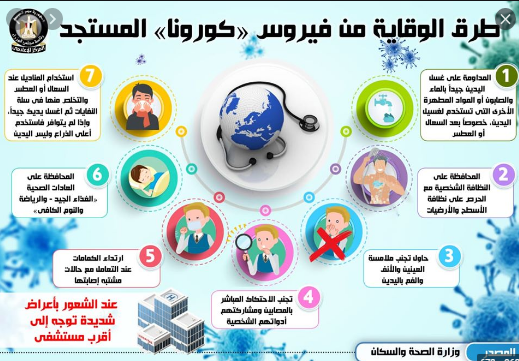 طرق الوقاية من فيروس «كورونا» المستجد
1
المداومة على غسل
اليدين جيداً بالماء
والصابون أو المواد المطهرة
الأخرى التي تستخدم لغسيل
اليدين، خصوصاً بعد السعال
أو العطس
2
المحافظة على
النظافة الشخصية مع
الحرص على نظافة
الأسطح والأرضيات
3
حاول تجنب ملامسة
العينين والأنف
والفم باليدين
4
تجنب الاحتكاك المباشر
بالمصابين ومشاركتهم
أدواتهم الشخصية
5
ارتداء الكمامات
عند التعامل مع حالات
مشتبه إصابتها
6
المحافظة على
العادات الصحية
«الغذاء الجيد - والرياضة
والنوم الكافي»
7
استخدام المناديل عند
السعال أو العطس
والتخلص منها في سلة
النفايات ثم اغسل يديك جيداً،
وإذا لم يتوافر فاستخدم
أعلى الذراع وليس اليدين
عند الشعور بأعراض
شديدة توجه إلى
أقرب مستشفى
المصدر: وزارة الصحة والسكان